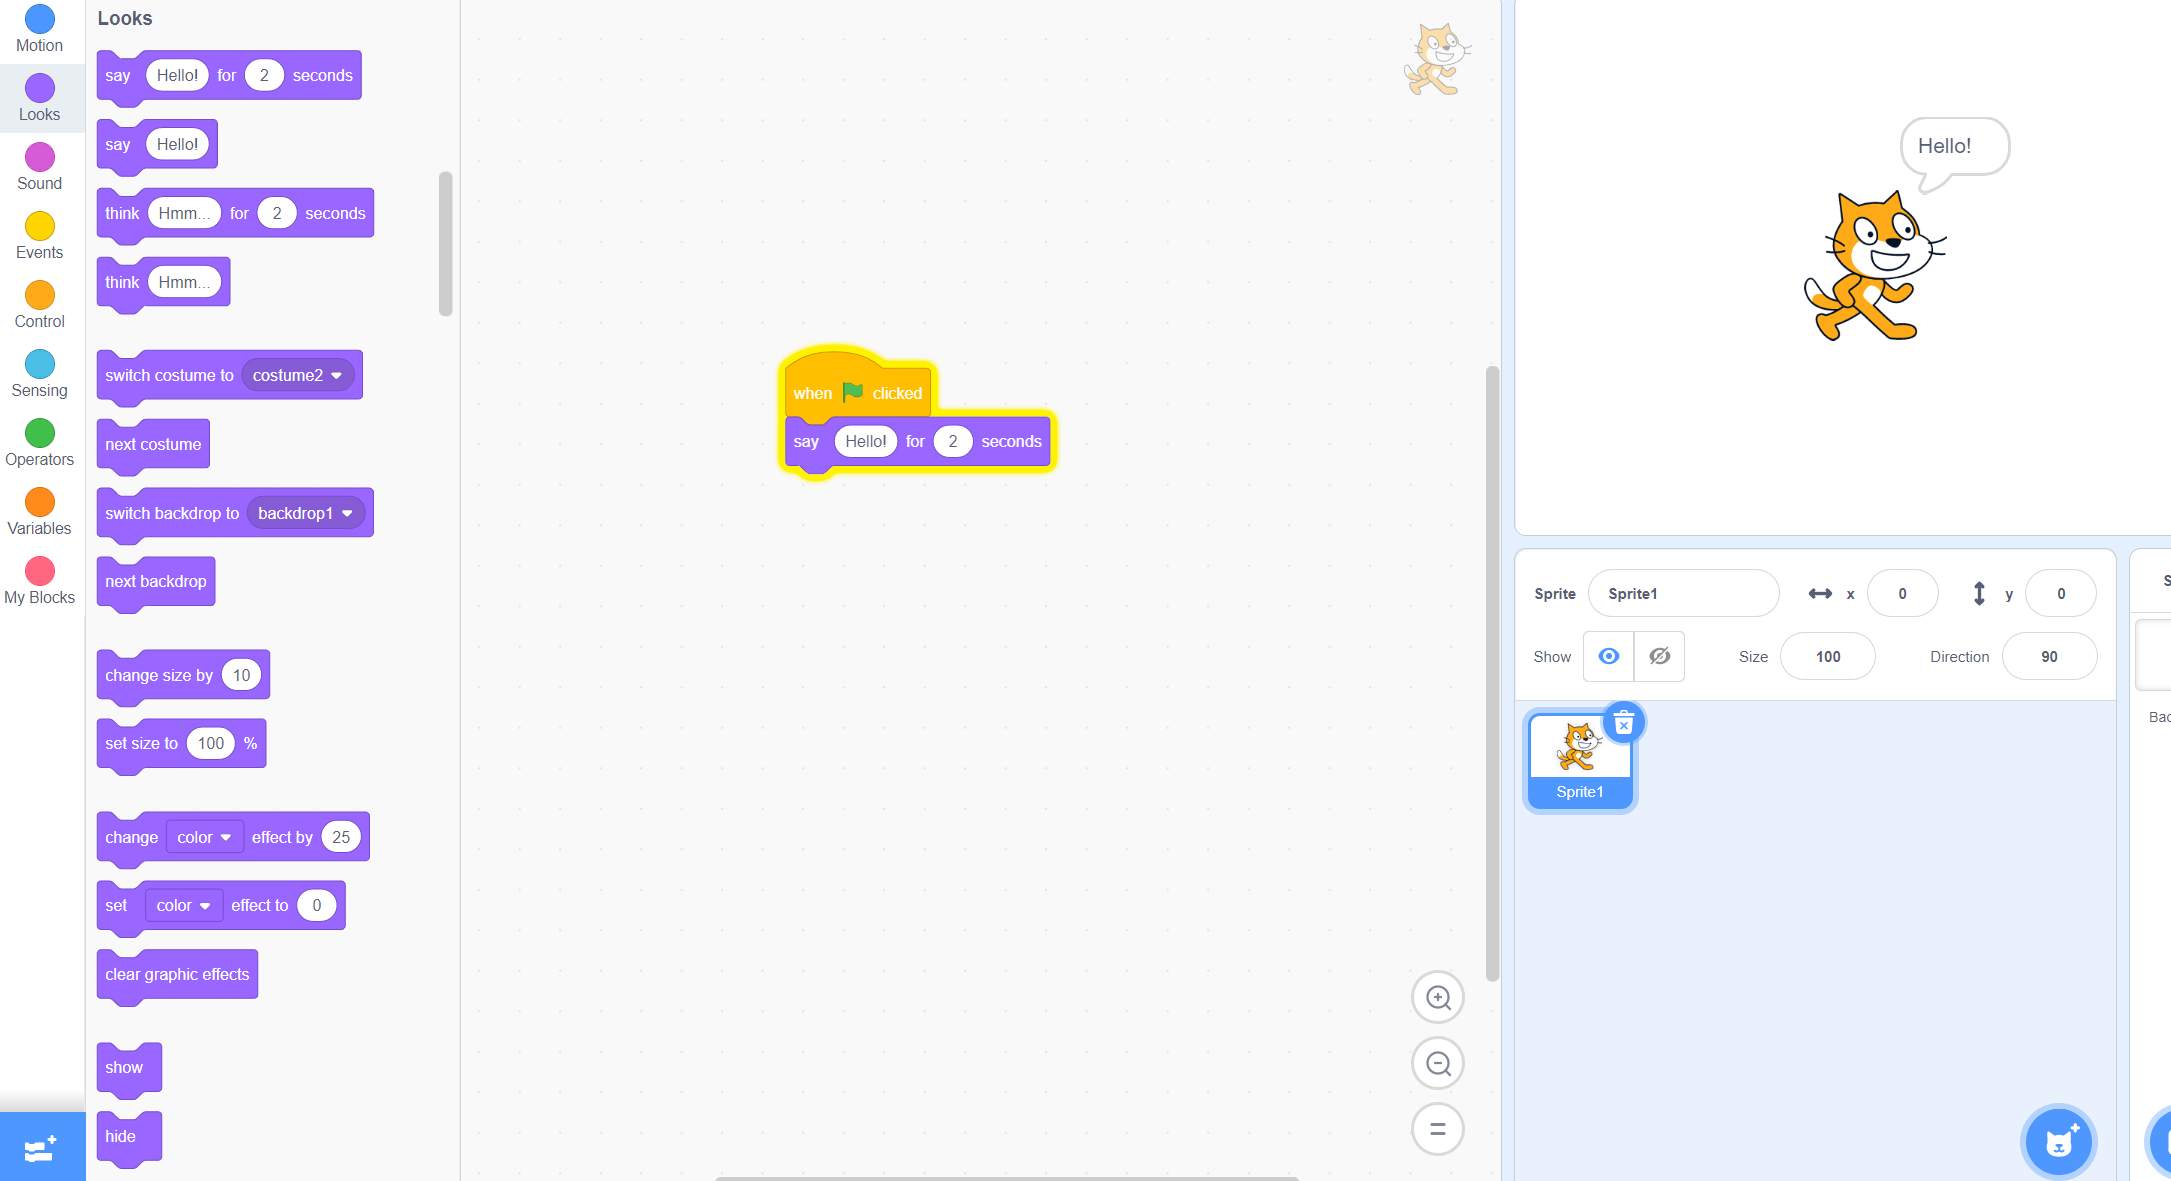 Motion
Looks
Sound
Events
Control
Sensing
Operators
Variables
My Blocks
Looks
say Hello! for 2 seconds
say Hello!
think Hmm... for 2 seconds
think Hmm...
switch costume to costume2
next costume
switch backdrop to backdrop1
next backdrop
change size by 10
set size to 100 %
change color effect by 25
set color effect to 0
clear graphic effects
show
hide
when clicked
say Hello! for 2 seconds
Hello!
Sprite Sprite1 x 0 y 0
Show Size 100 Direction 90
Sprite1
S
Bac